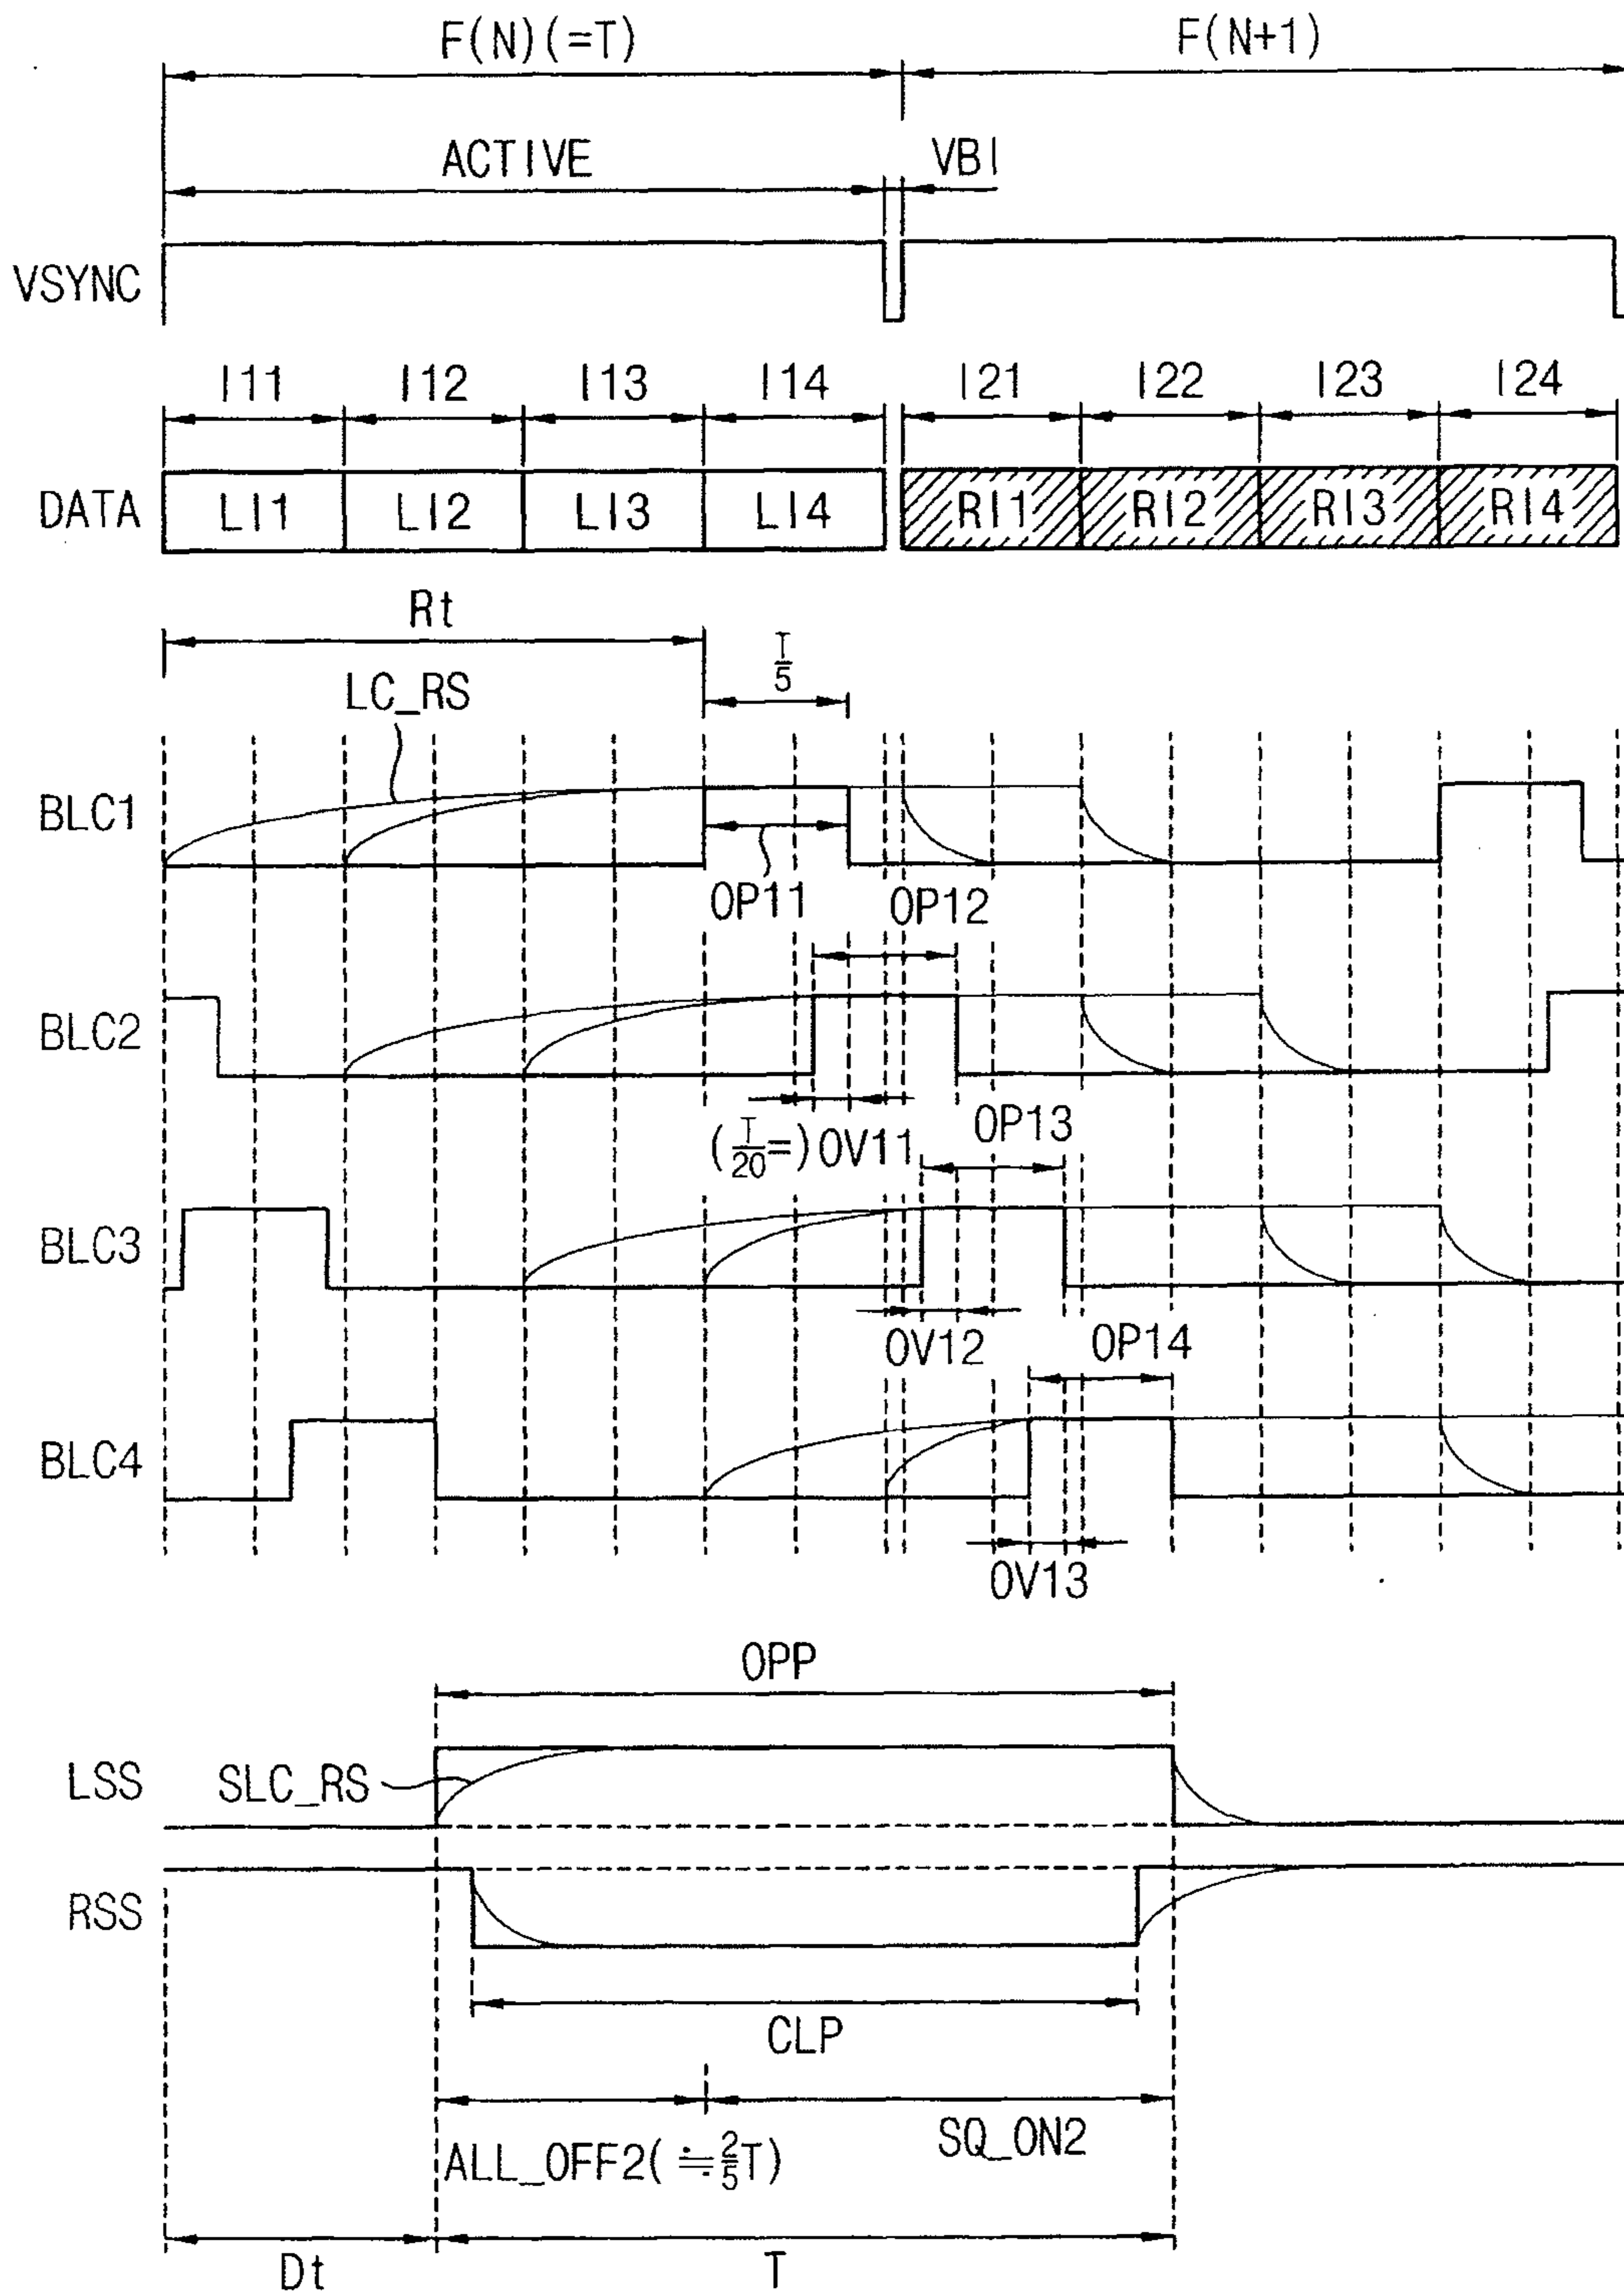 F(N)(=T) F(N+1)
ACTIVE VBI
VSYNC
I11 I12 I13 I14 I21 I22 I23 I24
DATA LI1 LI2 LI3 LI4 RI1 RI2 RI3 RI4
Rt
T/5
LC_RS
BLC1
OP11 OP12
BLC2
(T/20=)OV11 OP13
BLC3
OV12 OP14
BLC4
OV13
OPP
LSS SLC_RS
RSS
CLP
ALL_OFF2(≒2/5T) SQ_ON2
Dt T